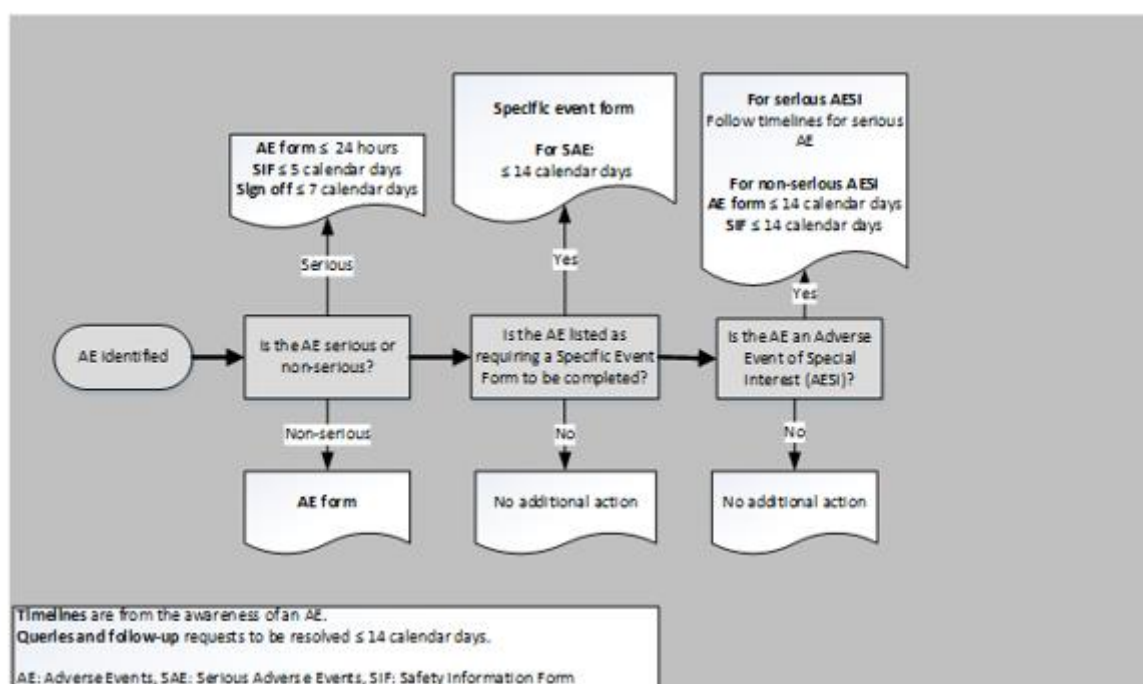 For serious AESI
Follow timelines for serious
AE
For non-serious AESI
AE form ≤ 14 calendar days
SIF ≤ 14 calendar days
Specific event form
For SAE:
≤ 14 calendar days
AE form ≤ 24 hours
SIF ≤ 5 calendar days
Sign off ≤ 7 calendar days
Serious
Yes
Yes
AE identified
Is the AE serious or
non-serious?
Is the AE listed as
requiring a Specific Event
Form to be completed?
Is the AE an Adverse
Event of Special
Interest (AESI)?
Non-serious
No
No
AE form
No additional action
No additional action
Timelines are from the awareness of an AE.
Queries and follow-up requests to be resolved ≤ 14 calendar days.
AE: Adverse Events, SAE: Serious Adverse Events, SIF: Safety Information Form